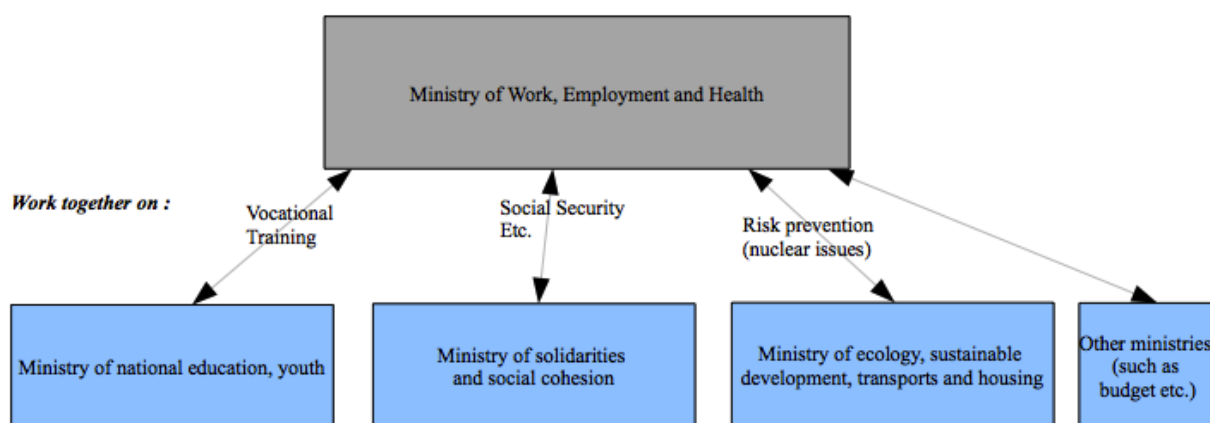 Ministry of Work, Employment and Health
Work together on :
Vocational
Training
Social Security
Etc.
Risk prevention
(nuclear issues)
Ministry of national education, youth
Ministry of solidarities
and social cohesion
Ministry of ecology, sustainable
development, transports and housing
Other ministries
(such as
budget etc.)